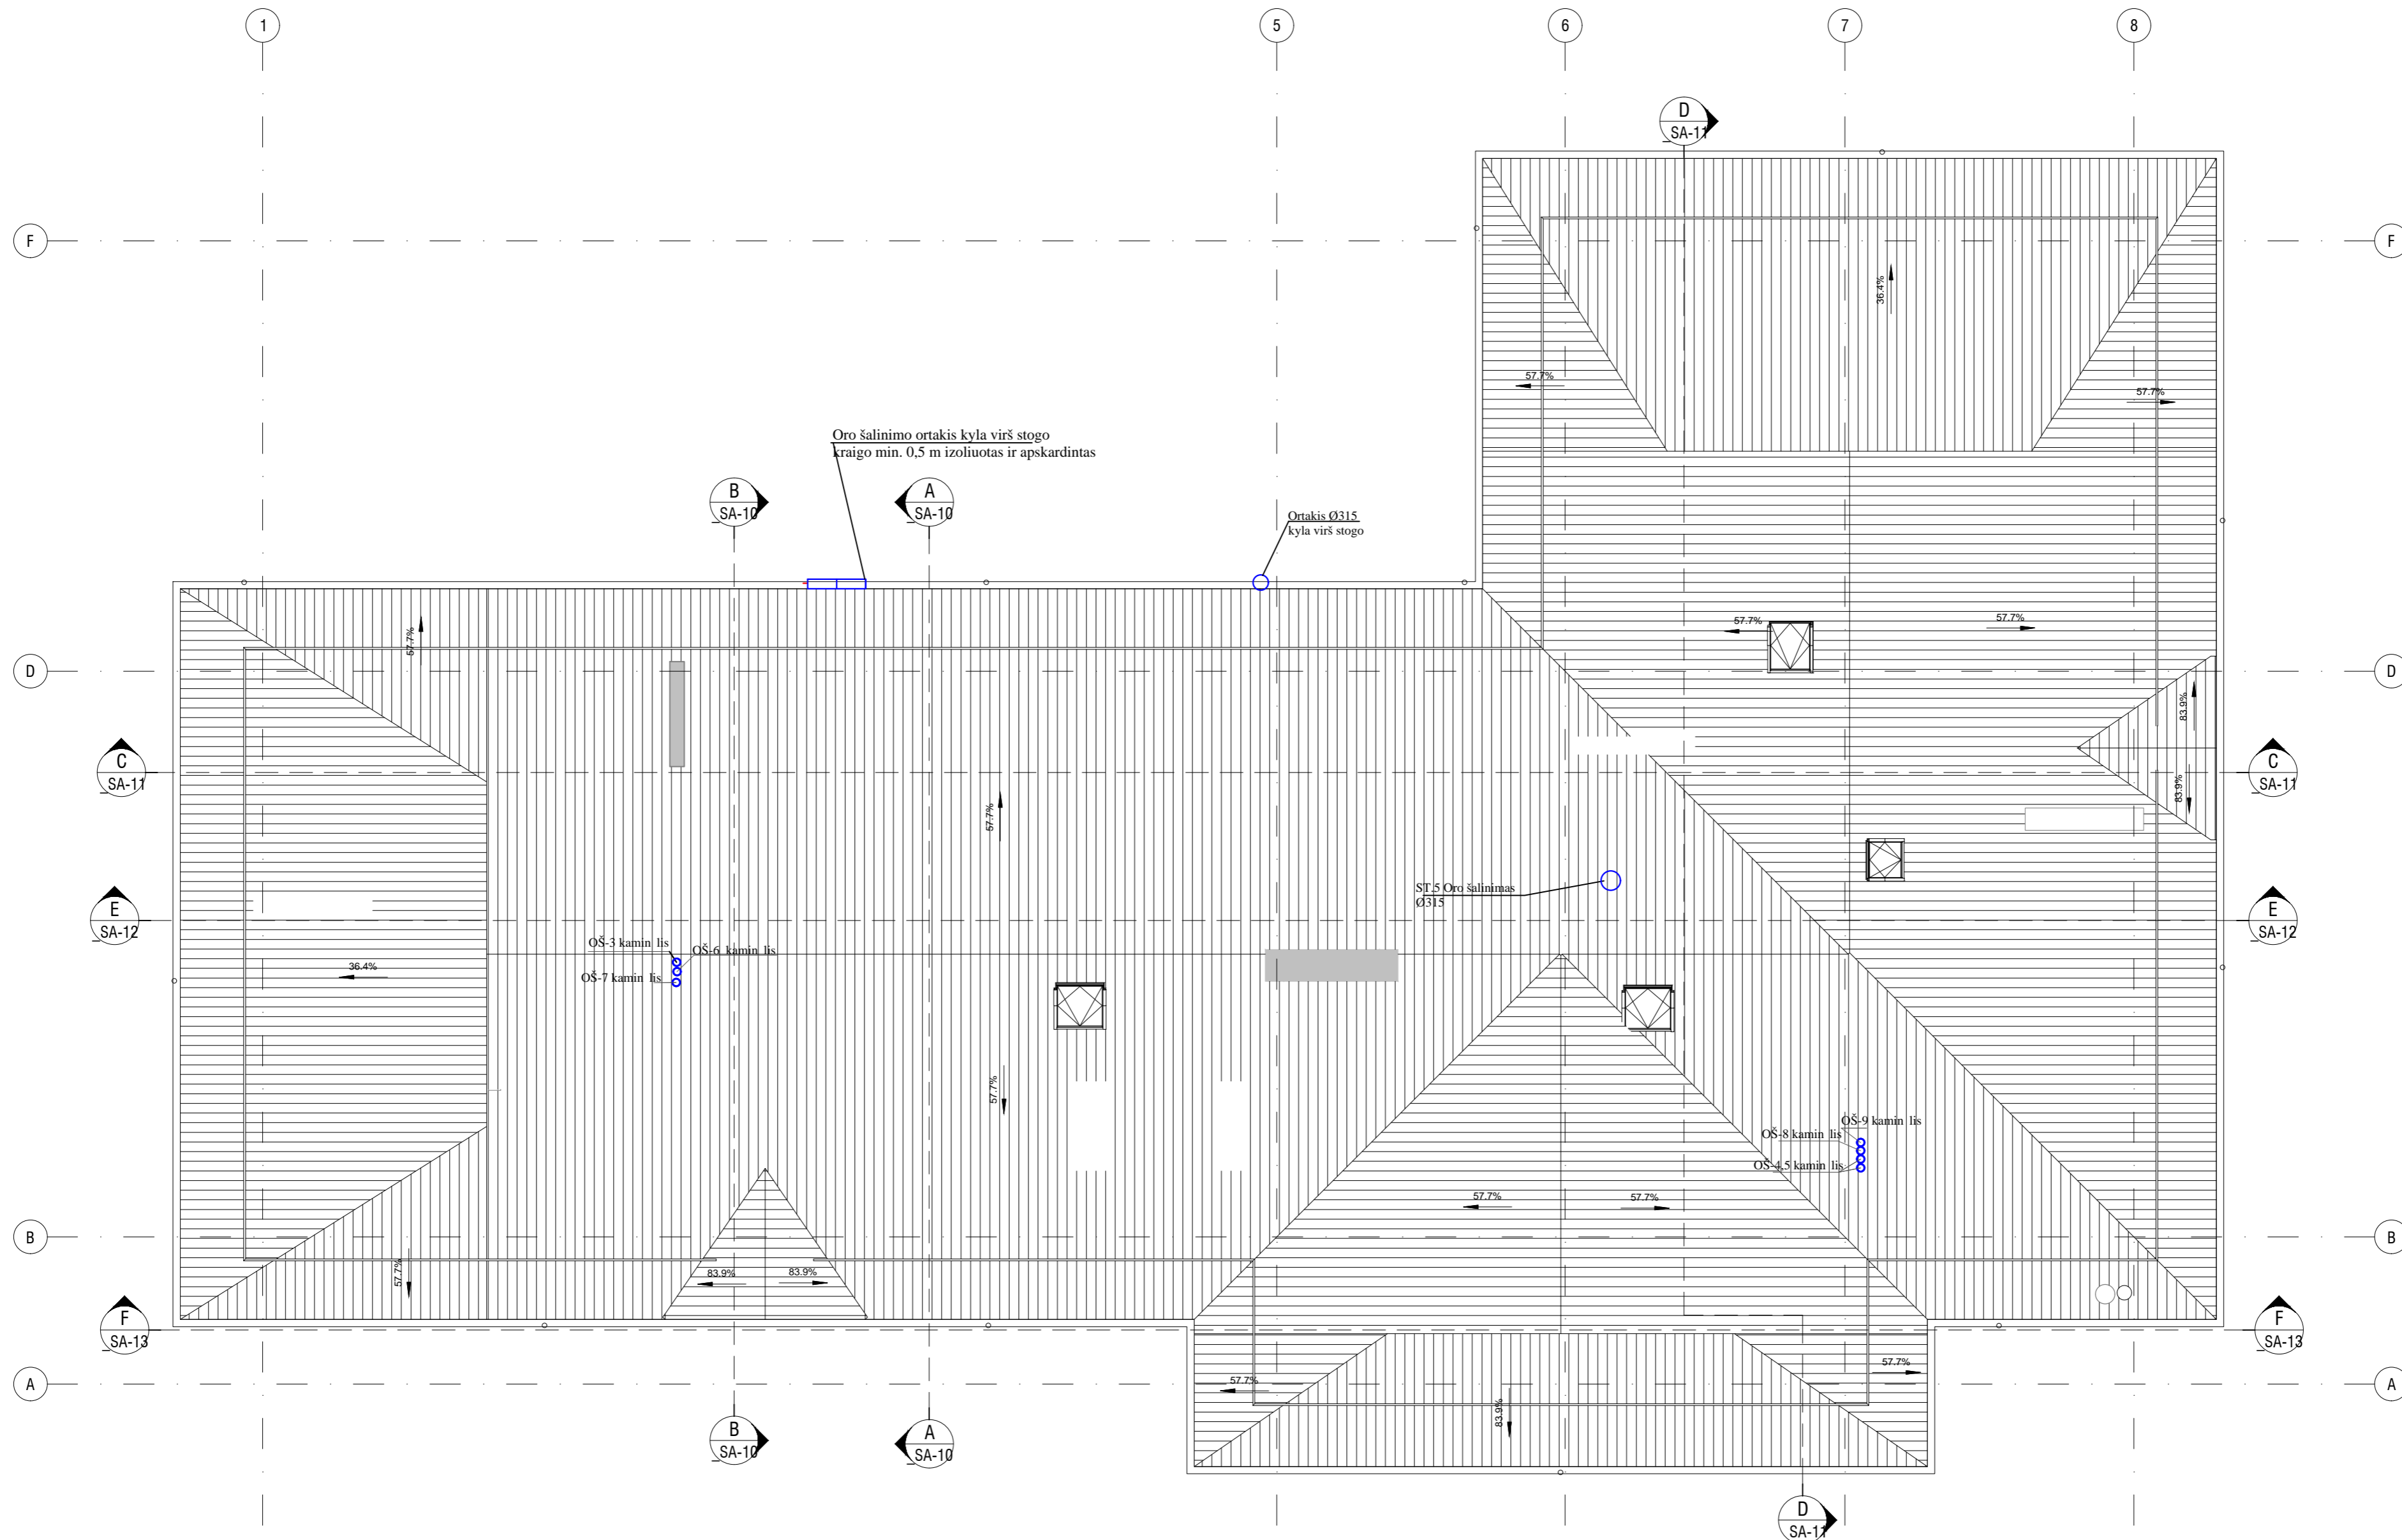 1
5
6
7
8
D
SA-11
F
F
36.4%
57.7%
57.7%
Oro šalinimo ortakis kyla virš stogo
kraigo min. 0,5 m izoliuotas ir apskardintas
B
SA-10
A
SA-10
Ortakis Ø315
kyla virš stogo
57.7%
57.7%
57.7%
D
D
83.9%
C
SA-11
C
SA-11
83.9%
57.7%
ST.5 Oro šalinimas
Ø315
E
SA-12
E
SA-12
OŠ-3 kamin lis
OŠ-6 kamin lis
OŠ-7 kamin lis
36.4%
57.7%
OŠ-9 kamin lis
OŠ-8 kamin lis
OŠ-4,5 kamin lis
57.7%
57.7%
B
B
57.7%
83.9%
83.9%
F
SA-13
F
SA-13
57.7%
57.7%
A
A
83.9%
B
SA-10
A
SA-10
D
SA-11